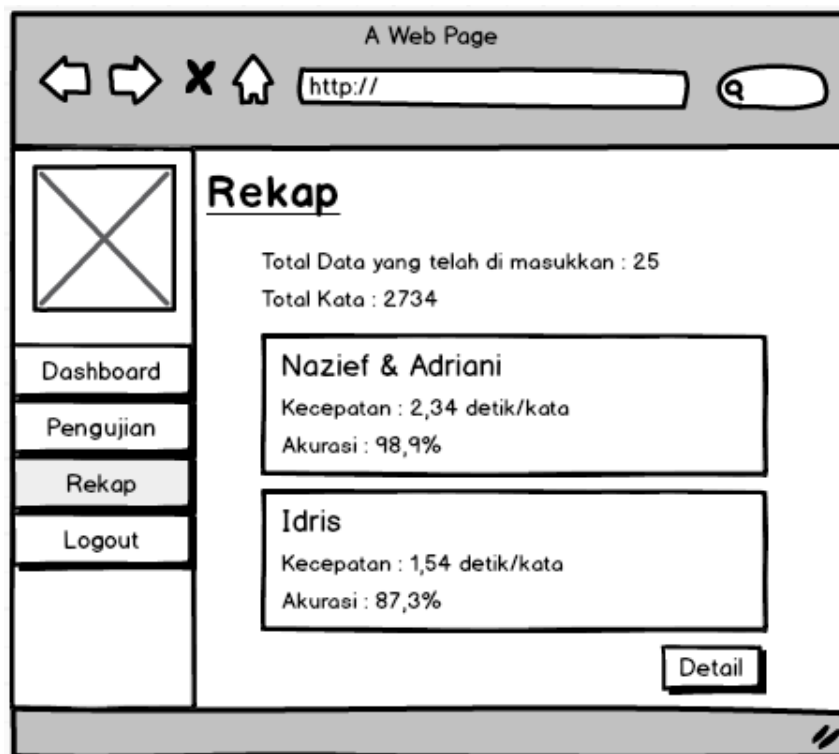 A Web Page
http://
Rekap
Total Data yang telah di masukkan : 25
Total Kata : 2734
Nazief & Adriani
Kecepatan : 2,34 detik/kata
Akurasi : 98,9%
Idris
Kecepatan : 1,54 detik/kata
Akurasi : 87,3%
Detail
Dashboard
Pengujian
Rekap
Logout